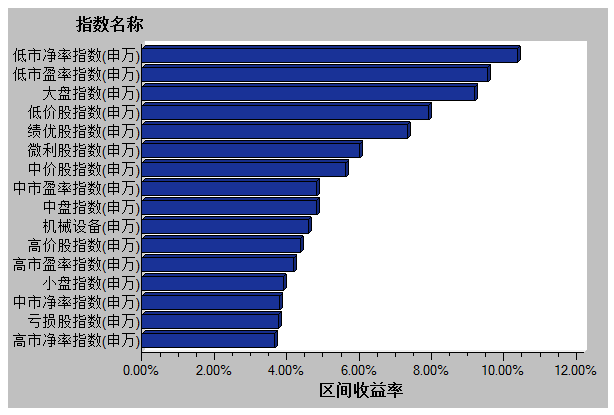 指数名称
低市净率指数(申万)
低市盈率指数(申万)
大盘指数(申万)
低价股指数(申万)
绩优股指数(申万)
微利股指数(申万)
中价股指数(申万)
中市盈率指数(申万)
中盘指数(申万)
机械设备(申万)
高价股指数(申万)
高市盈率指数(申万)
小盘指数(申万)
中市净率指数(申万)
亏损股指数(申万)
高市净率指数(申万)
0.00% 2.00% 4.00% 6.00% 8.00% 10.00% 12.00%
区间收益率